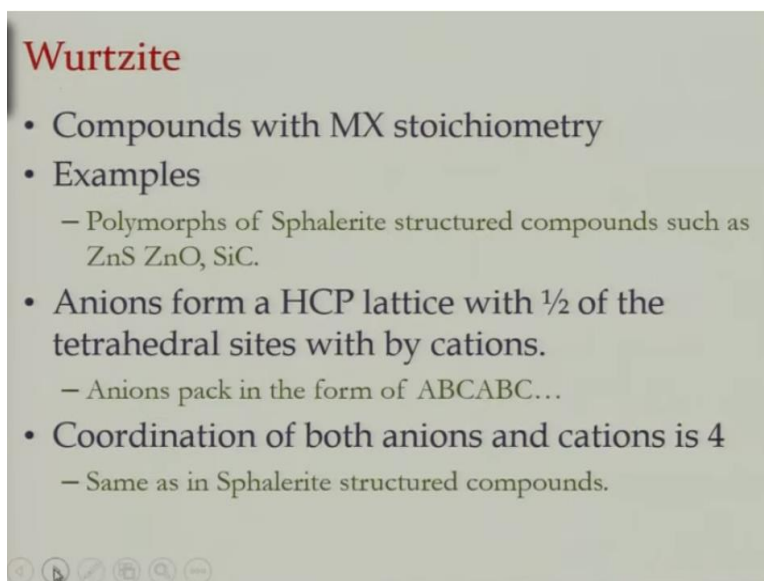 Wurtzite
• Compounds with MX stoichiometry
• Examples
– Polymorphs of Sphalerite structured compounds such as
ZnS ZnO, SiC.
• Anions form a HCP lattice with ½ of the
tetrahedral sites with by cations.
– Anions pack in the form of ABCABC…
• Coordination of both anions and cations is 4
– Same as in Sphalerite structured compounds.